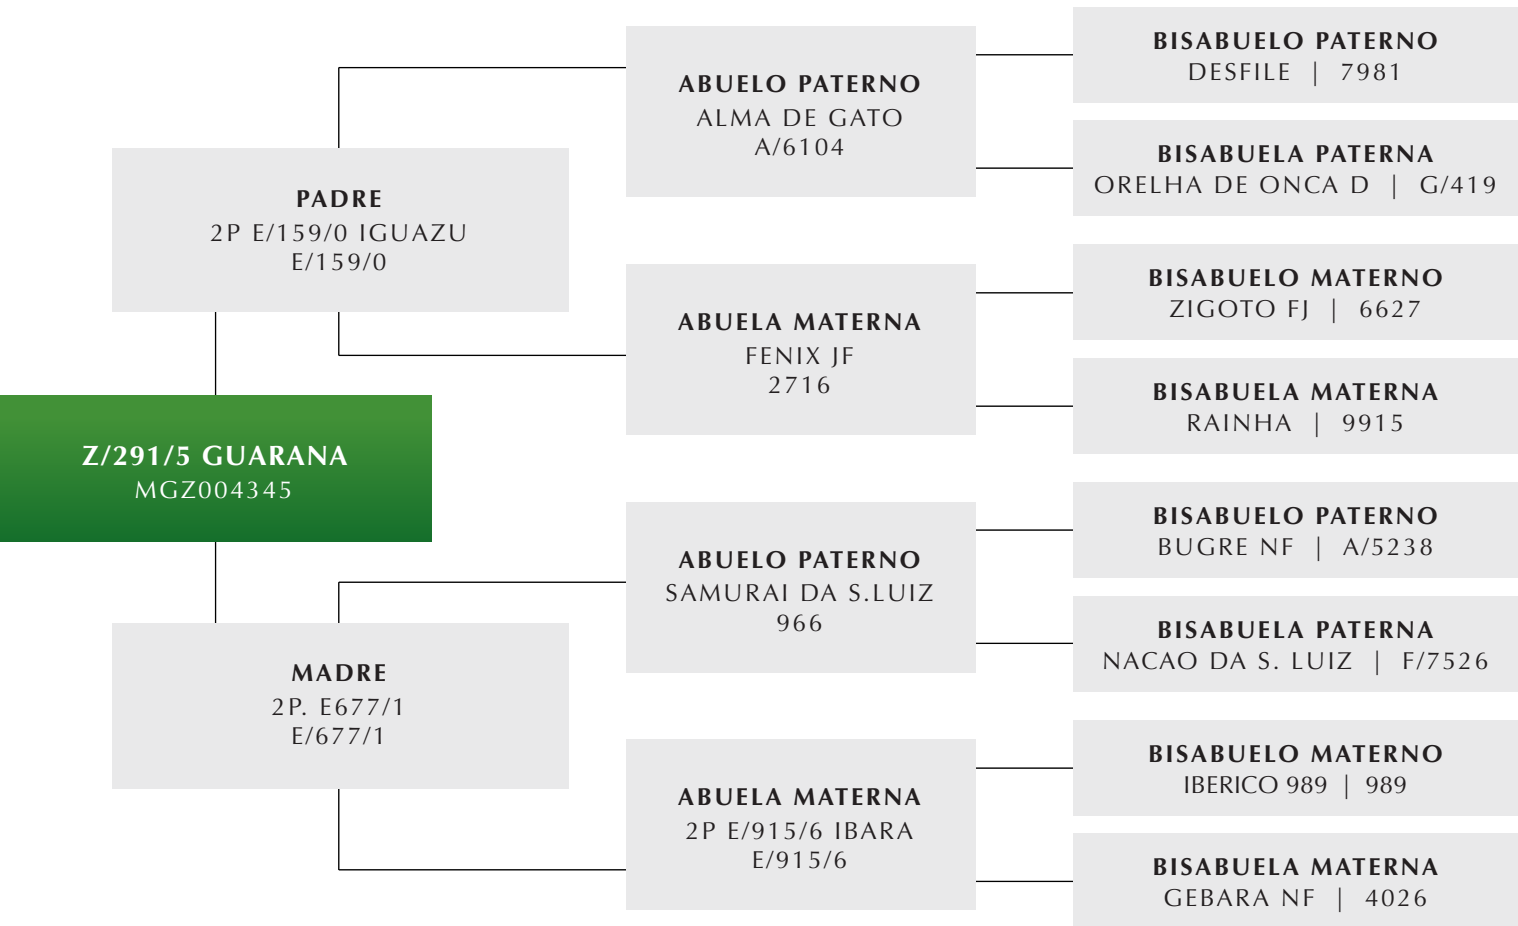 Z/291/5 GUARANA
MGZ004345
PADRE
2P E/159/0 IGUAZU
E/159/0
MADRE
2P. E677/1
E/677/1
ABUELO PATERNO
ALMA DE GATO
A/6104
ABUELA MATERNA
FENIX JF
2716
ABUELO PATERNO
SAMURAI DA S.LUIZ
966
ABUELA MATERNA
2P E/915/6 IBARA
E/915/6
BISABUELO PATERNO
DESFILE | 7981
BISABUELA PATERNA
ORELHA DE ONCA D | G/419
BISABUELO MATERNO
ZIGOTO FJ | 6627
BISABUELA MATERNA
RAINHA | 9915
BISABUELO PATERNO
BUGRE NF | A/5238
BISABUELA PATERNA
NACAO DA S. LUIZ | F/7526
BISABUELO MATERNO
IBERICO 989 | 989
BISABUELA MATERNA
GEBARA NF | 4026